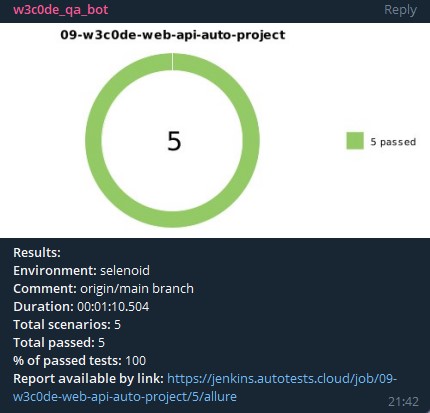 w3c0de_qa_bot Reply
09-w3c0de-web-api-auto-project
5
5 passed
Results:
Environment: selenoid
Comment: origin/main branch
Duration: 00:01:10.504
Total scenarios: 5
Total passed: 5
% of passed tests: 100
Report available by link: https://jenkins.autotests.cloud/job/09-
w3c0de-web-api-auto-project/5/allure
21:42